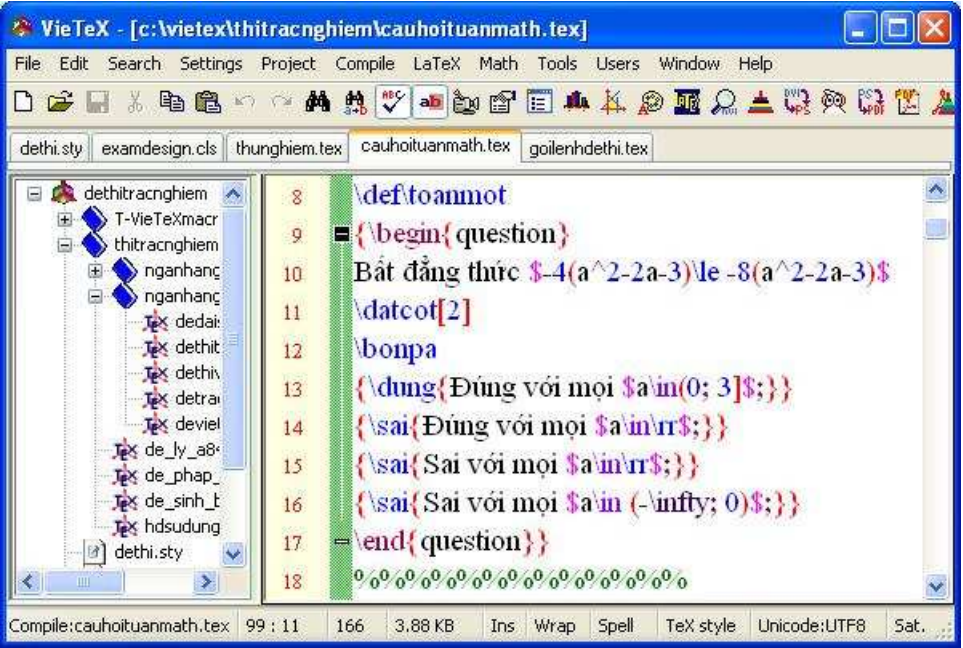 VieTeX - [c:\vietex\thitracnghiem\cauhoituanmath.tex]
File Edit Search Settings Project Compile LaTeX Math Tools Users Window Help
dethi.sty examdesign.cls thunghiem.tex cauhoituanmath.tex goilenhdethi.tex
dethitracnghiem
T-VieTeXmacr
thitracnghiem
nganhang
nganhang
dedai
dethit
dethiv
detra
deviet
de_ly_a8
de_phap_
de_sinh_t
hdsudung
dethi.sty
8 \def\toanmot
9 {\begin{question}
10 Bất đẳng thức $-4(a^2-2a-3)\le -8(a^2-2a-3)$
11 \datcot[2]
12 \bonpa
13 {\dung{Đúng với mọi $a\in(0; 3]$;}}
14 {\sai{Đúng với mọi $a\in\rr$;}}
15 {\sai{Sai với mọi $a\in\rr$;}}
16 {\sai{Sai với mọi $a\in (-\infty; 0)$;}}
17 \end{question}}
18 %%%%%%%%%%%%%%%
Compile:cauhoituanmath.tex 99 : 11 166 3.88 KB Ins Wrap Spell TeX style Unicode:UTF8 Sat.